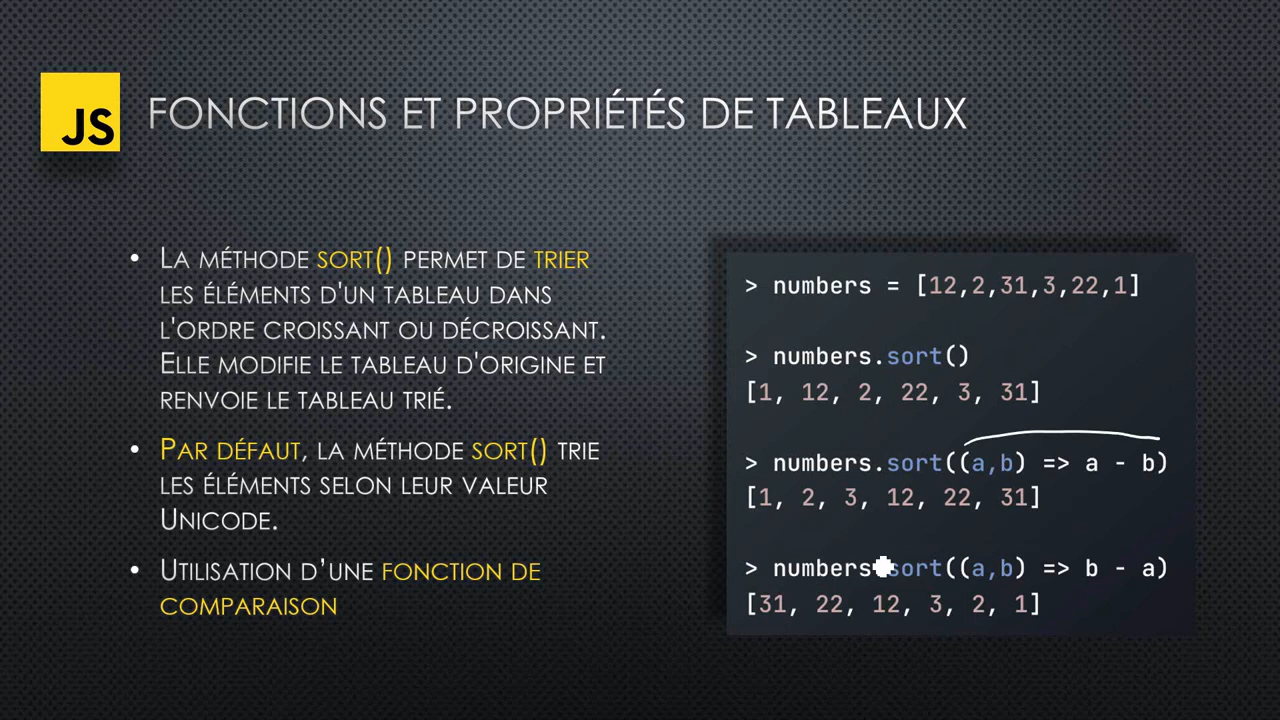 JS
FONCTIONS ET PROPRIÉTÉS DE TABLEAUX
• LA MÉTHODE SORT() PERMET DE TRIER
LES ÉLÉMENTS D'UN TABLEAU DANS
L'ORDRE CROISSANT OU DÉCROISSANT.
ELLE MODIFIE LE TABLEAU D'ORIGINE ET
RENVOIE LE TABLEAU TRIÉ.
• PAR DÉFAUT, LA MÉTHODE SORT() TRIE
LES ÉLÉMENTS SELON LEUR VALEUR
UNICODE.
• UTILISATION D’UNE FONCTION DE
COMPARAISON
> numbers = [12,2,31,3,22,1]
> numbers.sort()
[1, 12, 2, 22, 3, 31]
> numbers.sort((a,b) => a - b)
[1, 2, 3, 12, 22, 31]
> numbers.sort((a,b) => b - a)
[31, 22, 12, 3, 2, 1]